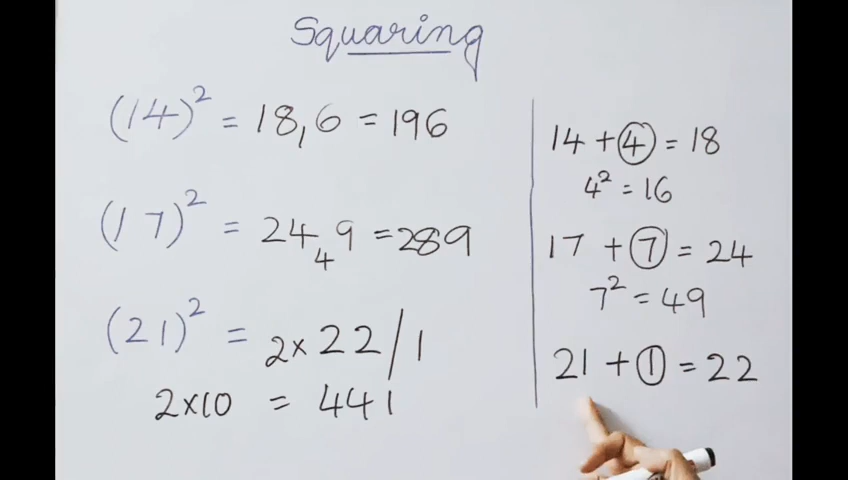 Squaring
(14)² = 18,6 = 196
(17)² = 24₄9 = 289
(21)² = 2×22/1
2×10 = 441
14 + 4 = 18
4² = 16
17 + 7 = 24
7² = 49
21 + 1 = 22